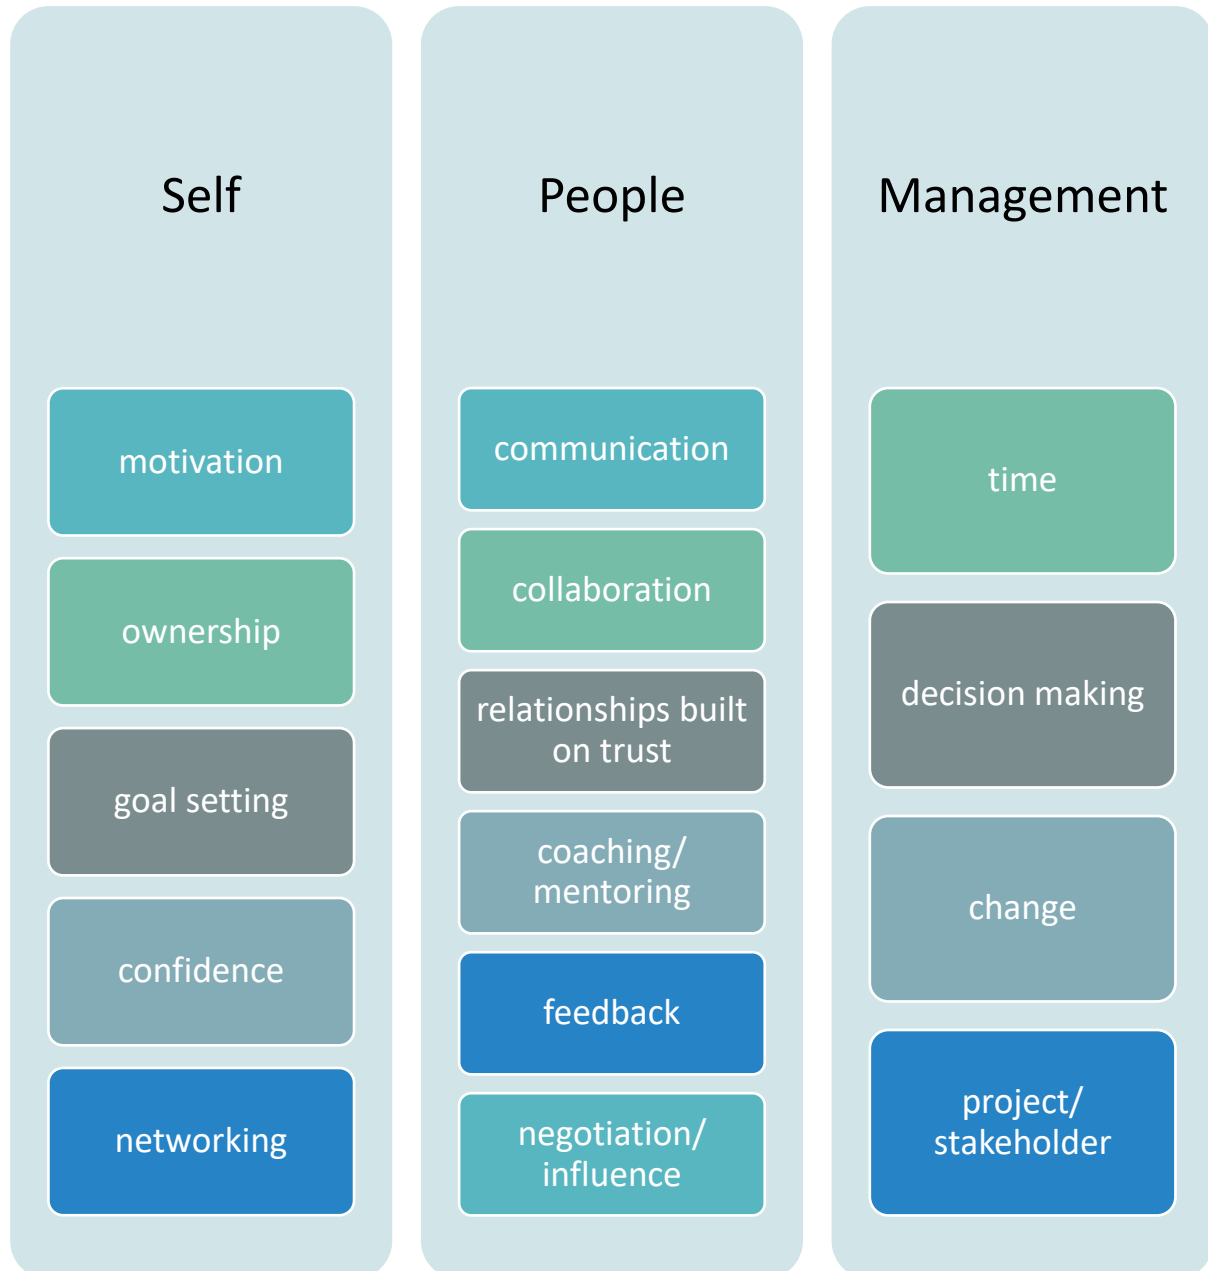 Self
motivation
ownership
goal setting
confidence
networking
People
communication
collaboration
relationships built
on trust
coaching/
mentoring
feedback
negotiation/
influence
Management
time
decision making
change
project/
stakeholder